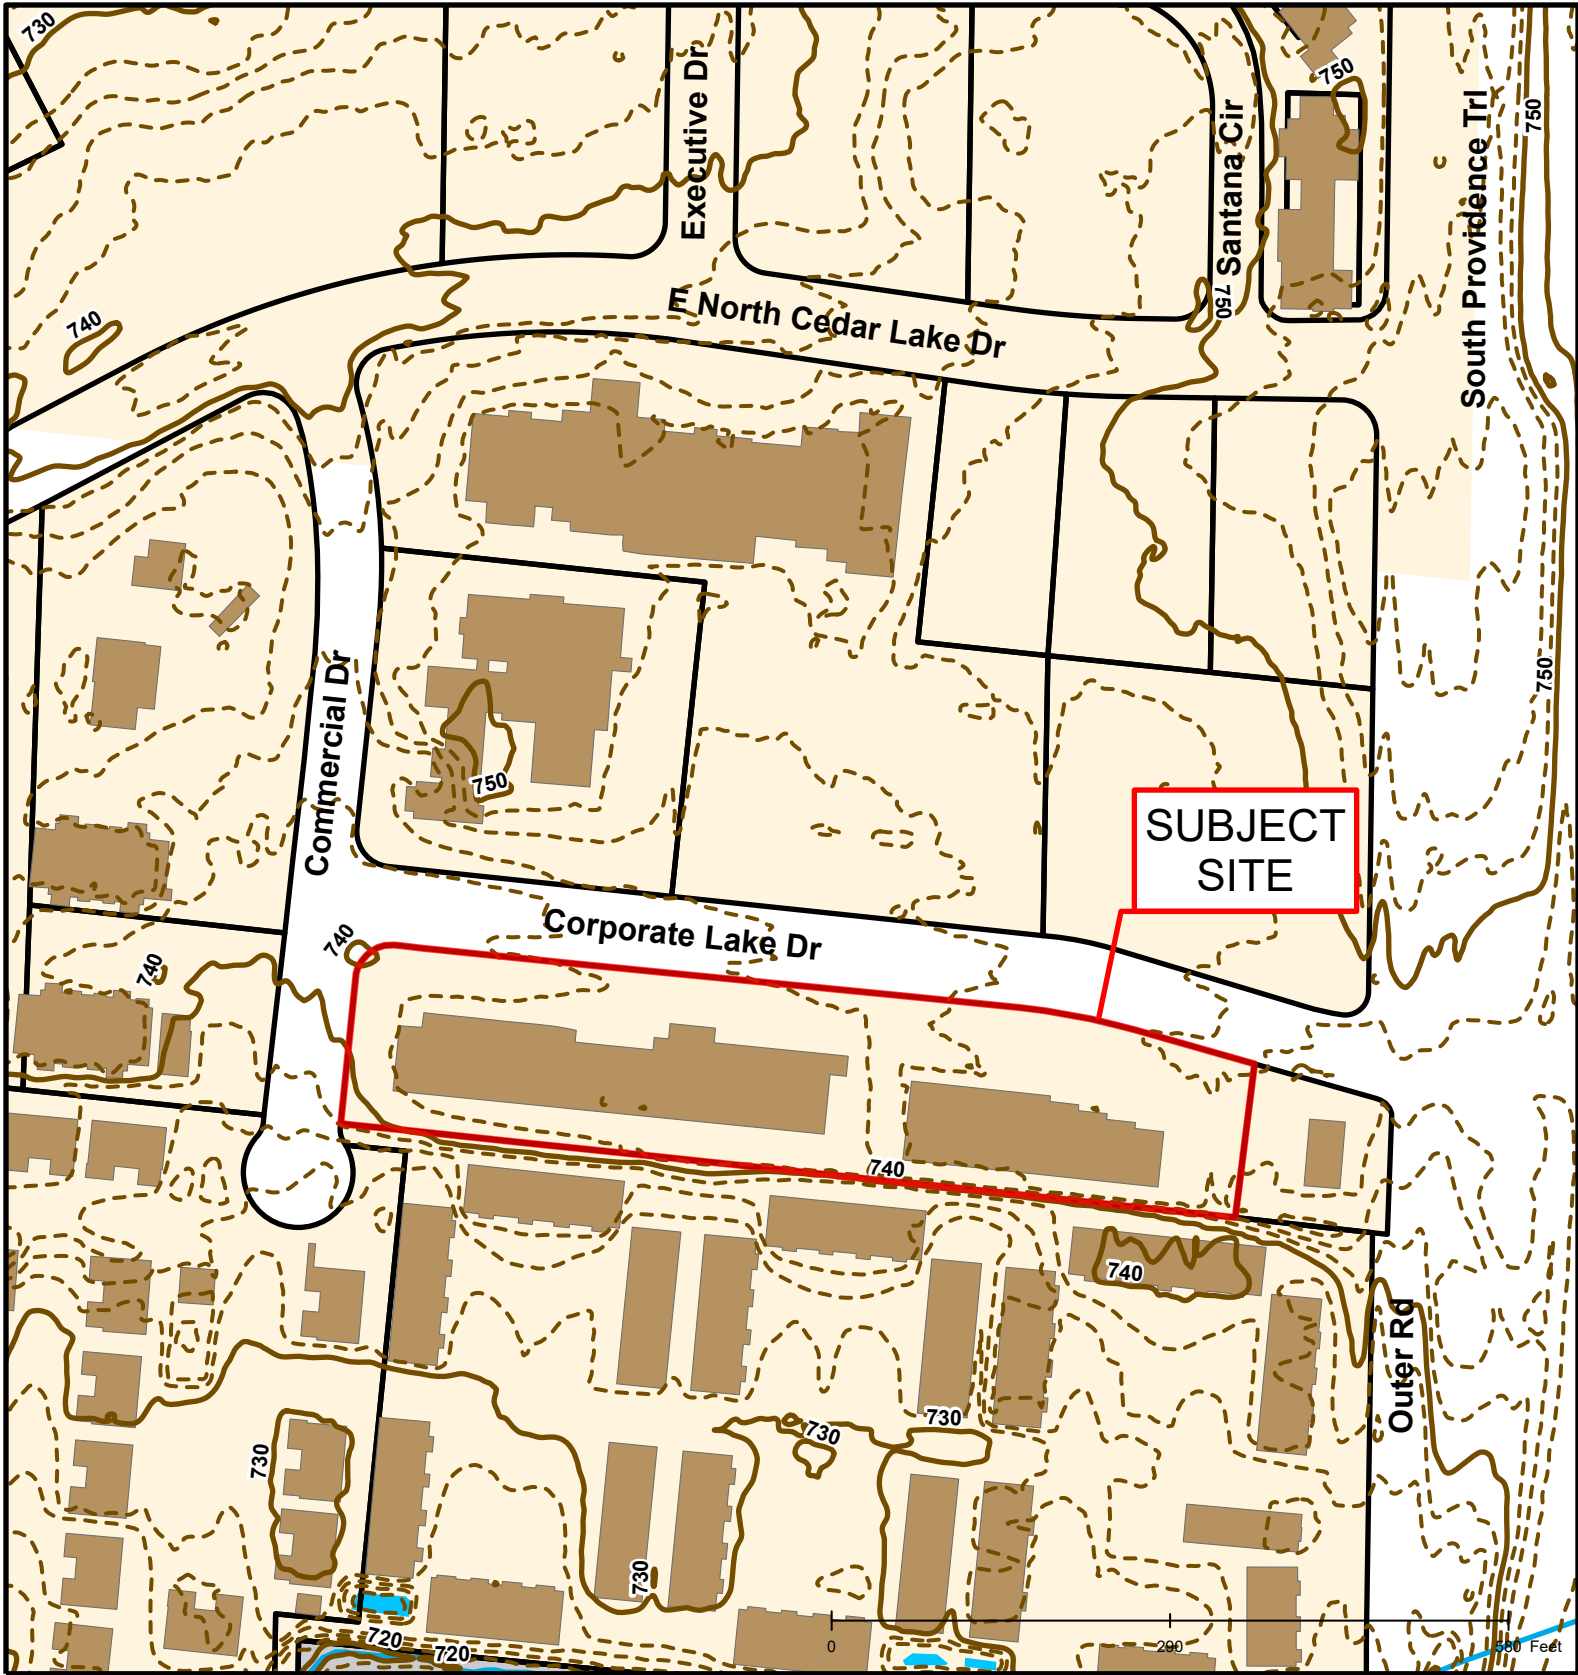 730
Executive Dr
750
Santana Cir
South Providence Trl
750
740
E North Cedar Lake Dr
750
Commercial Dr
750
750
SUBJECT
SITE
Corporate Lake Dr
740
740
740
740
Outer Rd
730
730
730
730
720
720
0
290
580 Feet